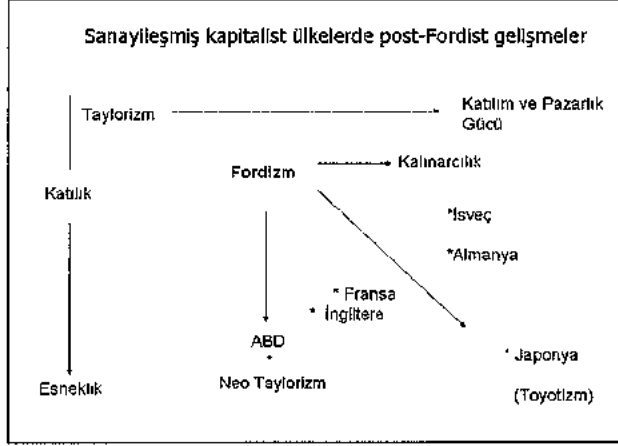 Sanayileşmiş kapitalist ülkelerde post-Fordist gelişmeler
Taylorizm
Katılım ve Pazarlık
Gücü
Fordizm
Kalınarcılık
Katılık
*İsveç
*Almanya
* Fransa
* İngiltere
ABD
*
* Japonya
Esneklık
Neo Taylorizm
(Toyotizm)